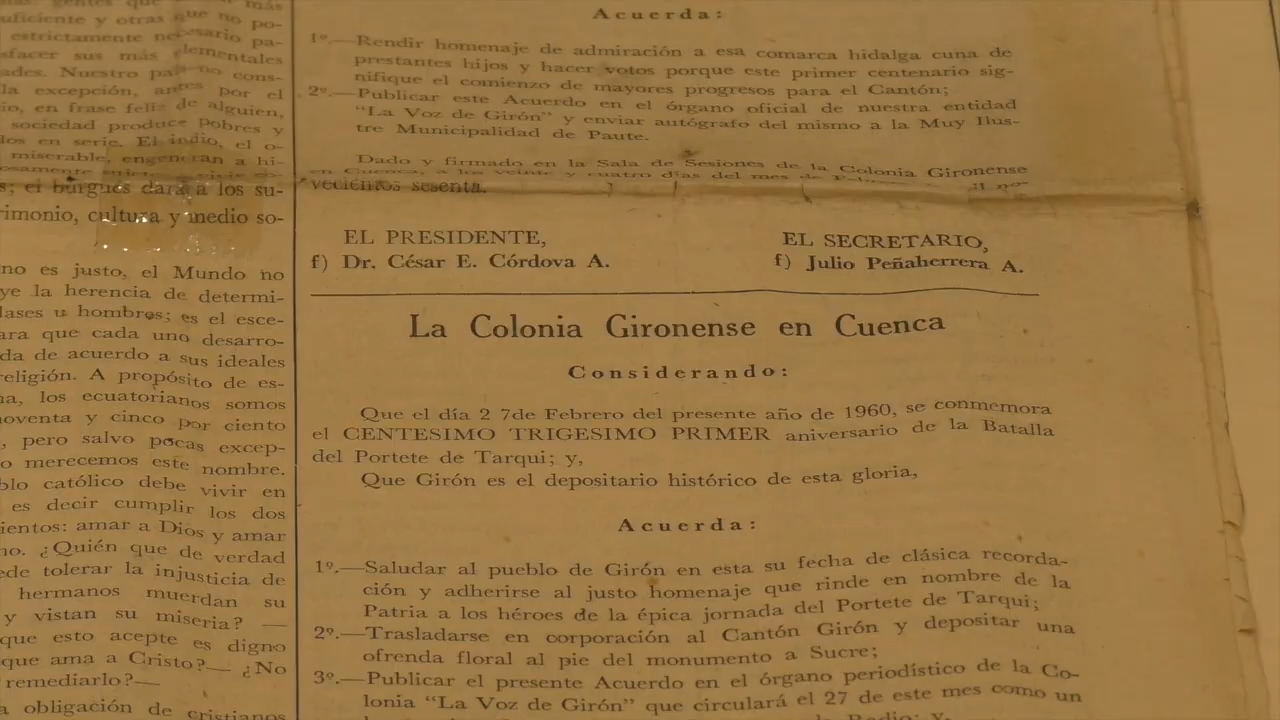 más
suficiente y otras que no po-
estrictamente necesario pa-
sfacer sus más elementales
ades. Nuestro país no cons-
la excepción, antes por el
io, en frase feliz de alguien,
sociedad produce pobres y
los en serie. El indio, el o-
miserable, engendran a hi-
s; el burgués dará a los su-
rimonio, cultura y medio so-
no es justo, el Mundo no
ye la herencia de determi-
lases u hombres; es el esce-
ara que cada uno desarro-
da de acuerdo a sus ideales
religión. A propósito de es-
na, los ecuatorianos somos
noventa y cinco por ciento
, pero salvo pocas excep-
o merecemos este nombre.
blo católico debe vivir en
es decir cumplir los dos
ientos: amar a Dios y amar
no. ¿Quién que de verdad
ede tolerar la injusticia de
hermanos muerdan su
y vistan su miseria? —
que esto acepte es digno
que ama a Cristo?— ¿No
remediarlo?—
a obligación de cristianos
Acuerda:
1º.—Rendir homenaje de admiración a esa comarca hidalga cuna de
prestantes hijos y hacer votos porque este primer centenario sig-
nifique el comienzo de mayores progresos para el Cantón;
2º.—Publicar este Acuerdo en el órgano oficial de nuestra entidad
"La Voz de Girón" y enviar autógrafo del mismo a la Muy Ilus-
tre Municipalidad de Paute.
Dado y firmado en la Sala de Sesiones de la Colonia Gironense
en Cuenca, a los veinte y cuatro días del mes de
vecientos sesenta.
EL PRESIDENTE,
f) Dr. César E. Córdova A.
EL SECRETARIO,
f) Julio Peñaherrera A.
La Colonia Gironense en Cuenca
Considerando:
Que el día 2 7de Febrero del presente año de 1960, se conmemora
el CENTESIMO TRIGESIMO PRIMER aniversario de la Batalla
del Portete de Tarqui; y,
Que Girón es el depositario histórico de esta gloria,
Acuerda:
1º.—Saludar al pueblo de Girón en esta su fecha de clásica recorda-
ción y adherirse al justo homenaje que rinde en nombre de la
Patria a los héroes de la épica jornada del Portete de Tarqui;
2º.—Trasladarse en corporación al Cantón Girón y depositar una
ofrenda floral al pie del monumento a Sucre;
3º.—Publicar el presente Acuerdo en el órgano periodístico de la Co-
lonia "La Voz de Girón" que circulará el 27 de este mes como un